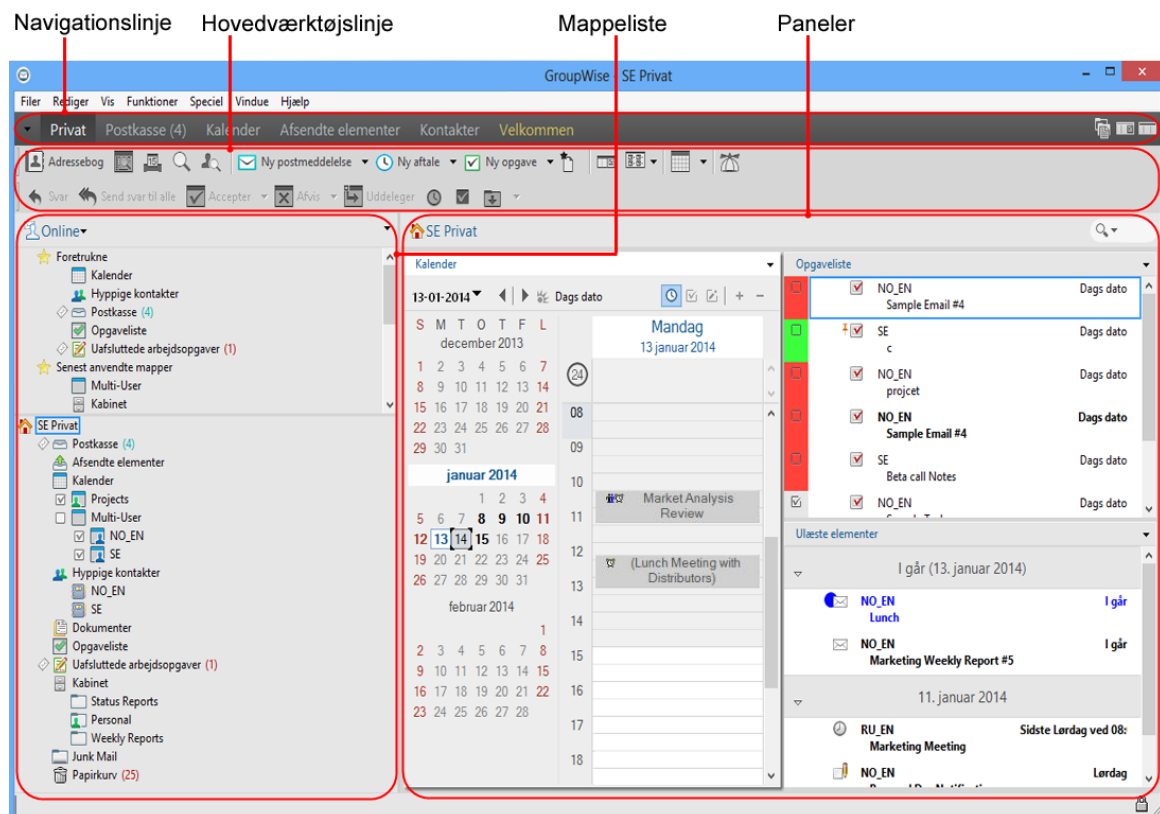 Navigationslinje Hovedværktøjslinje Mappeliste Paneler
GroupWise - SE Privat
Filer Rediger Vis Funktioner Speciel Vindue Hjælp
Privat Postkasse (4) Kalender Afsendte elementer Kontakter Velkommen
Adressebog Ny postmeddelelse Ny aftale Ny opgave
Svar Send svar til alle Accepter Afvis Uddeleger
Online
Foretrukne
Kalender
Hyppige kontakter
Postkasse (4)
Opgaveliste
Uafsluttede arbejdsopgaver (1)
Senest anvendte mapper
Multi-User
Kabinet
SE Privat
Postkasse (4)
Afsendte elementer
Kalender
Projects
Multi-User
NO_EN
SE
Hyppige kontakter
NO_EN
SE
Dokumenter
Opgaveliste
Uafsluttede arbejdsopgaver (1)
Kabinet
Status Reports
Personal
Weekly Reports
Junk Mail
Papirkurv (25)
SE Privat
Kalender
13-01-2014 Dags dato
S M T O T F L
december 2013
1 2 3 4 5 6 7
8 9 10 11 12 13 14
15 16 17 18 19 20 21
22 23 24 25 26 27 28
29 30 31
januar 2014
1 2 3 4
5 6 7 8 9 10 11
12 13 14 15 16 17 18
19 20 21 22 23 24 25
26 27 28 29 30 31
februar 2014
1
2 3 4 5 6 7 8
9 10 11 12 13 14 15
16 17 18 19 20 21 22
23 24 25 26 27 28
Mandag
13 januar 2014
24
08
09
10
11
12
13
14
15
16
17
18
Market Analysis
Review
(Lunch Meeting with
Distributors)
Opgaveliste
NO_EN Dags dato
Sample Email #4
SE Dags dato
c
NO_EN Dags dato
projcet
NO_EN Dags dato
Sample Email #4
SE Dags dato
Beta call Notes
NO_EN Dags dato
Ulæste elementer
I går (13. januar 2014)
NO_EN I går
Lunch
NO_EN I går
Marketing Weekly Report #5
11. januar 2014
RU_EN Sidste Lørdag ved 08:
Marketing Meeting
NO_EN Lørdag